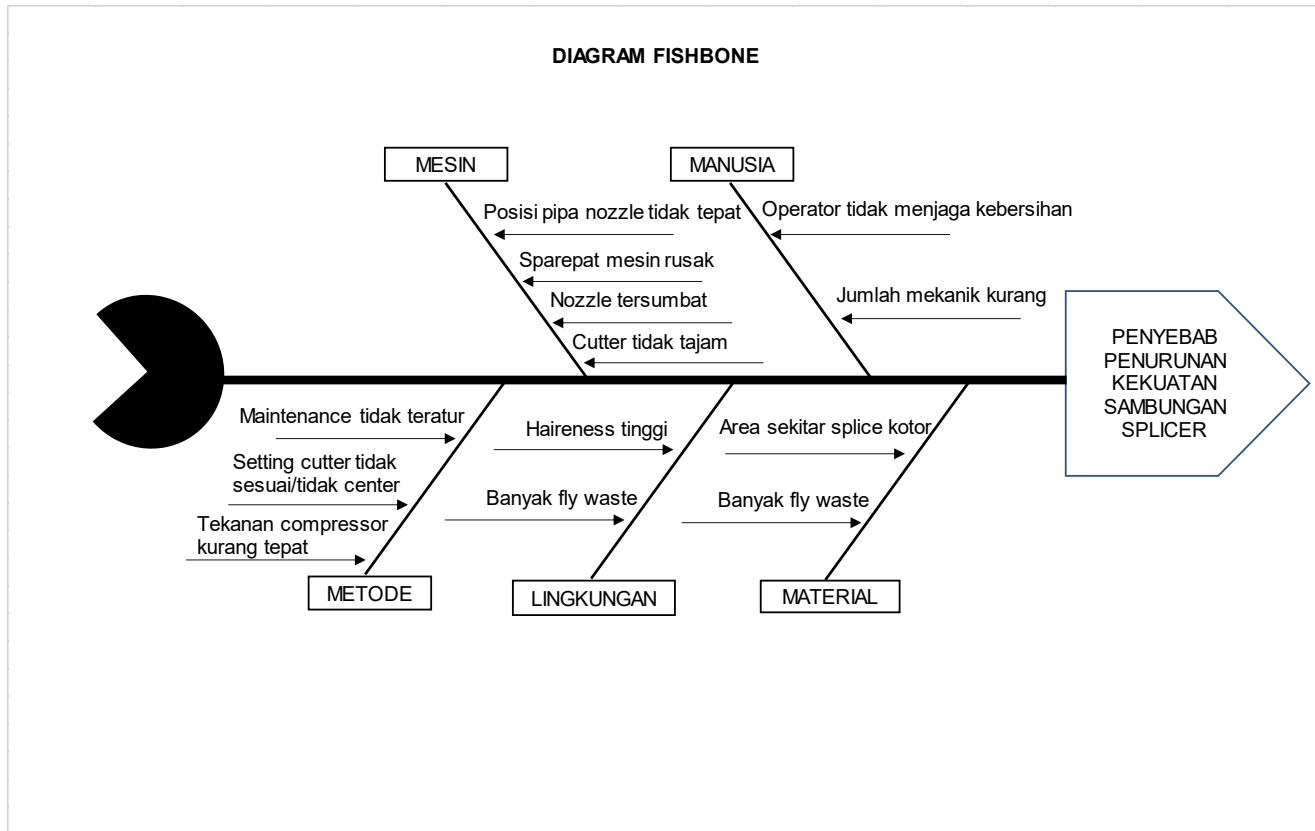 DIAGRAM FISHBONE
MESIN
MANUSIA
Posisi pipa nozzle tidak tepat
Operator tidak menjaga kebersihan
Sparepat mesin rusak
Nozzle tersumbat
Jumlah mekanik kurang
Cutter tidak tajam
PENYEBAB
PENURUNAN
KEKUATAN
SAMBUNGAN
SPLICER
Maintenance tidak teratur
Haireness tinggi
Area sekitar splice kotor
Setting cutter tidak
sesuai/tidak center
Banyak fly waste
Banyak fly waste
Tekanan compressor
kurang tepat
METODE
LINGKUNGAN
MATERIAL